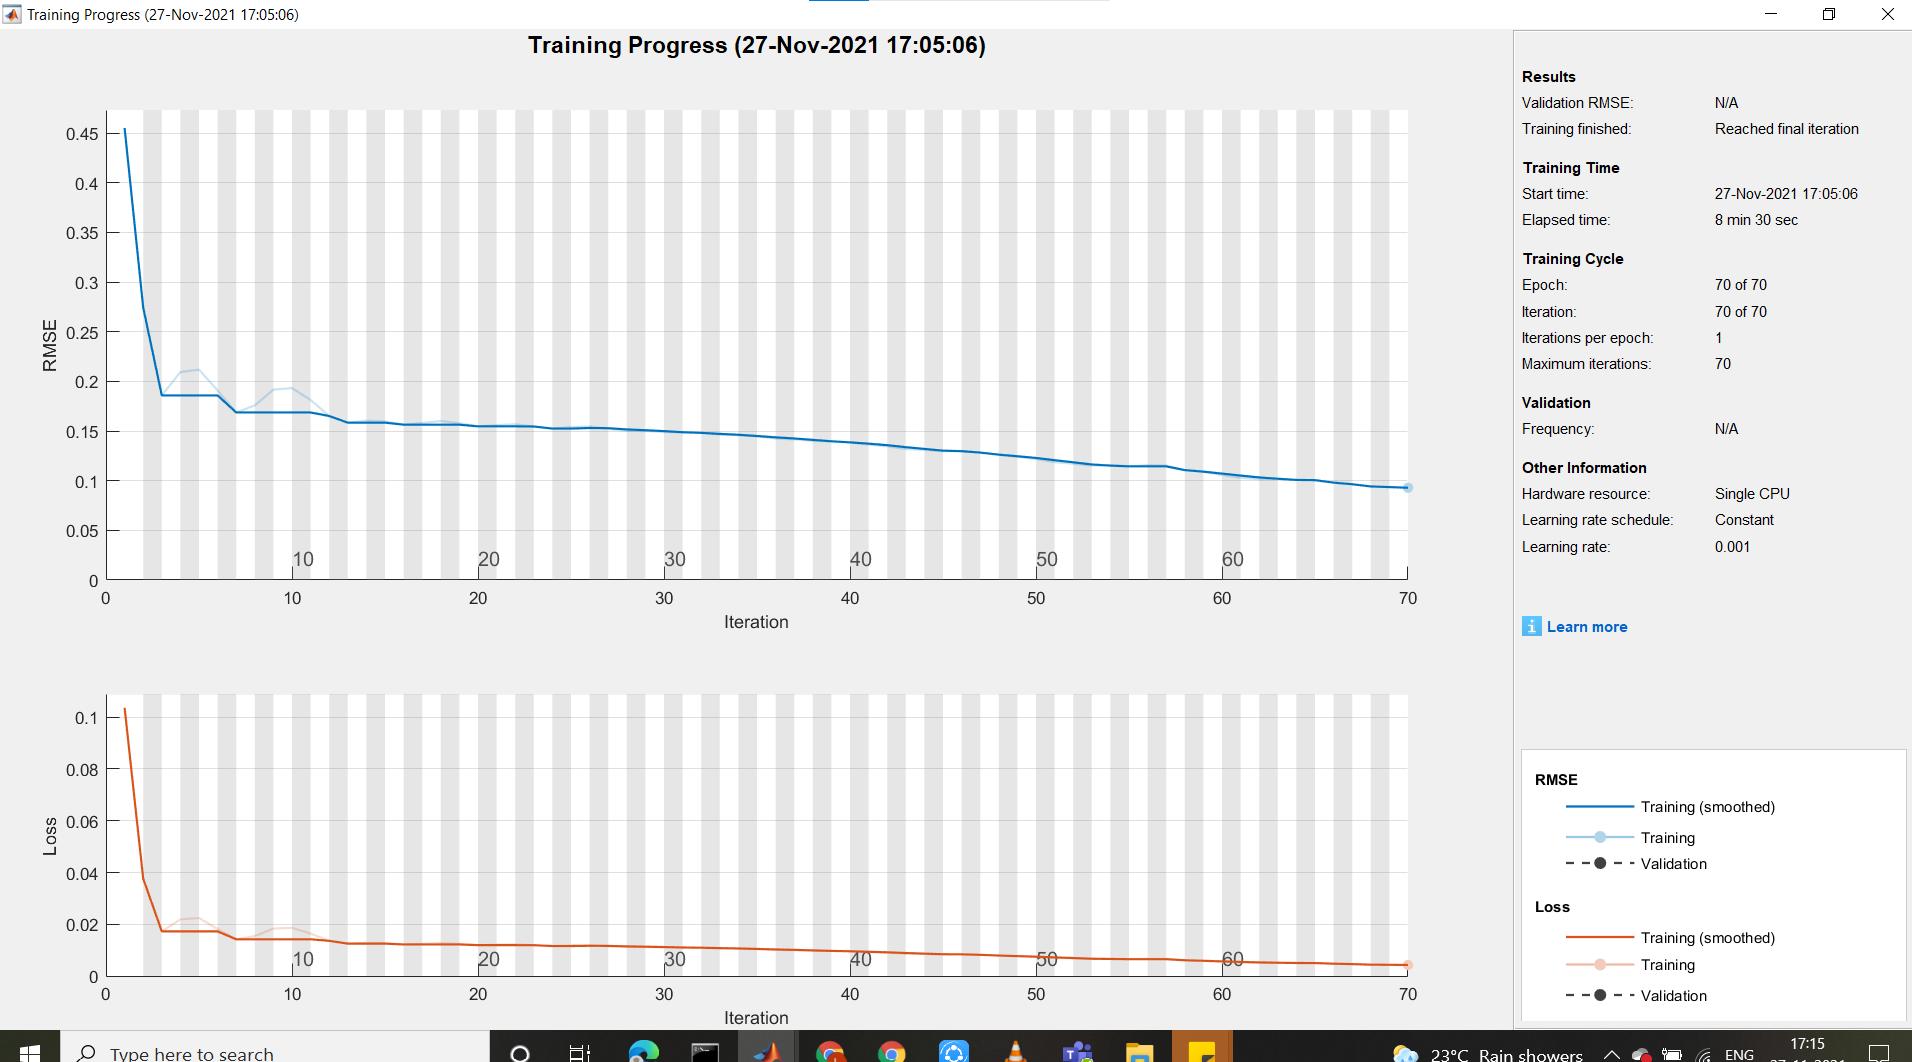 Training Progress (27-Nov-2021 17:05:06)
Training Progress (27-Nov-2021 17:05:06)
0.45
0.4
0.35
0.3
0.25
0.2
0.15
0.1
0.05
0
RMSE
10 20 30 40 50 60
0 10 20 30 40 50 60 70
Iteration
0.1
0.08
0.06
0.04
0.02
0
Loss
10 20 30 40 50 60
0 10 20 30 40 50 60 70
Iteration
Results
Validation RMSE: N/A
Training finished: Reached final iteration
Training Time
Start time: 27-Nov-2021 17:05:06
Elapsed time: 8 min 30 sec
Training Cycle
Epoch: 70 of 70
Iteration: 70 of 70
Iterations per epoch: 1
Maximum iterations: 70
Validation
Frequency: N/A
Other Information
Hardware resource: Single CPU
Learning rate schedule: Constant
Learning rate: 0.001
i Learn more
RMSE
Training (smoothed)
Training
Validation
Loss
Training (smoothed)
Training
Validation
Type here to search
23°C Rain showers
ENG
17:15